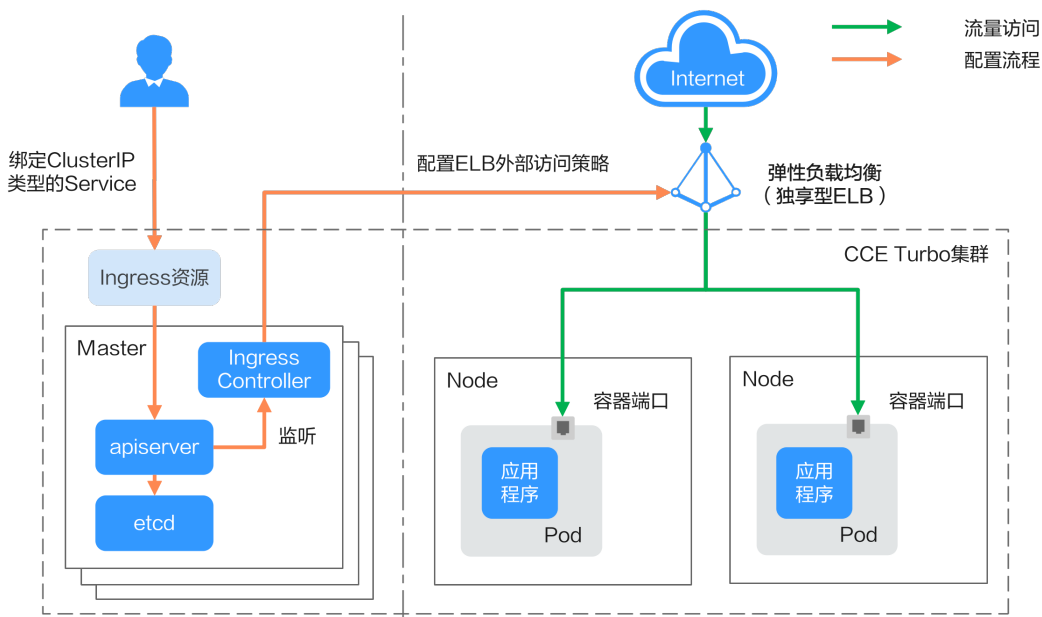 Internet
流量访问
配置流程
绑定ClusterIP
类型的Service
配置ELB外部访问策略
弹性负载均衡
（独享型ELB）
CCE Turbo集群
Ingress资源
Master
Ingress
Controller
apiserver
监听
etcd
Node
容器端口
应用
程序
Pod
Node
容器端口
应用
程序
Pod